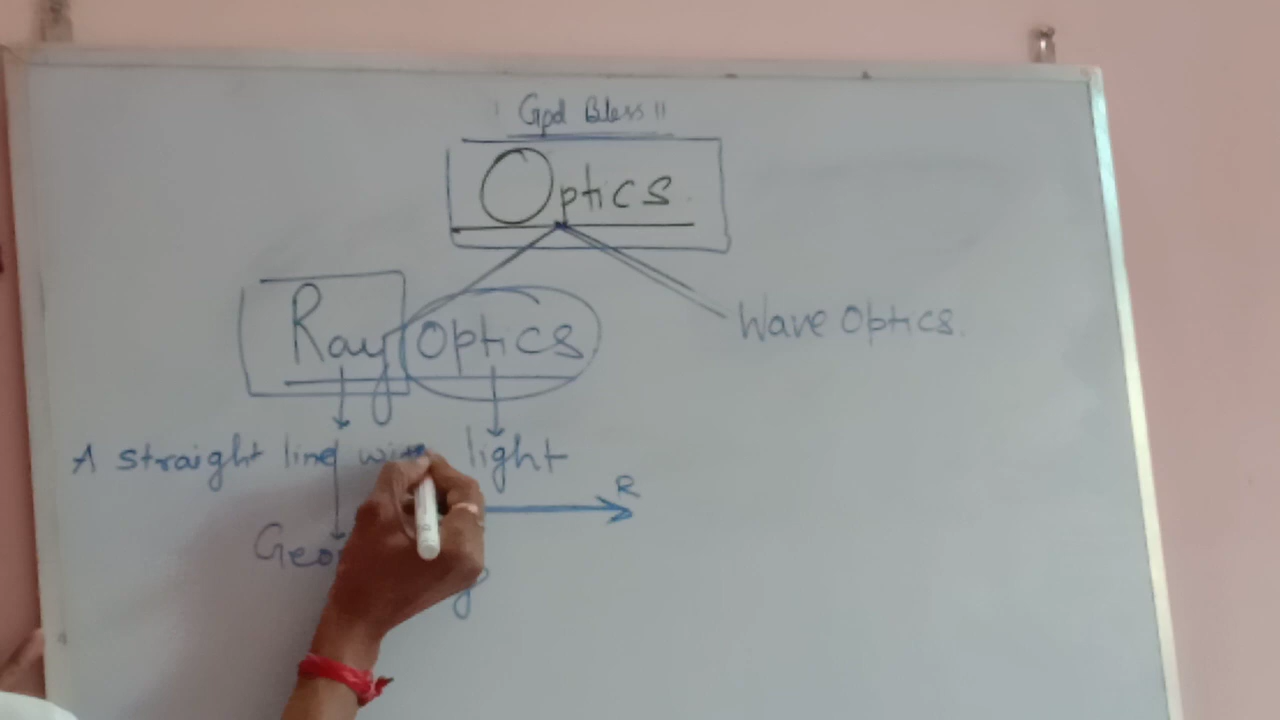 God Bless !!
Optics
Ray Optics
Wave Optics.
A straight line light
R